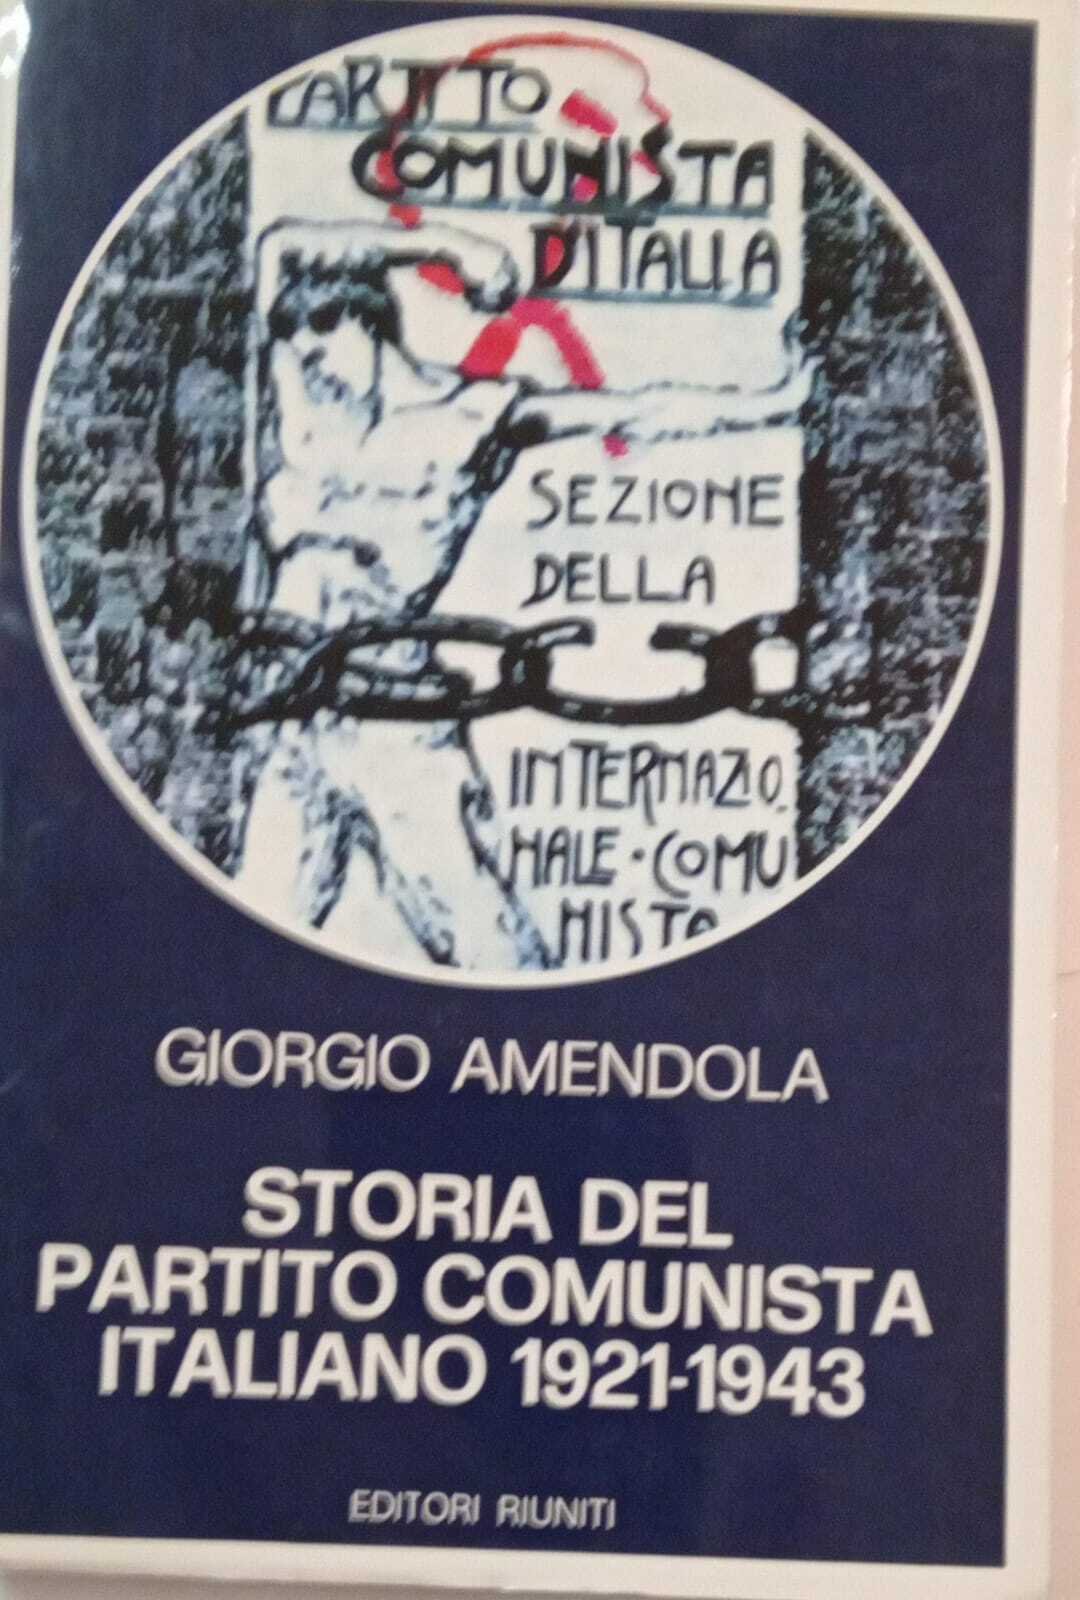 PARTITO
COMUNISTA
D'ITALIA
SEZIONE
DELLA
INTERNAZIO
NALE·COMU
NISTA
GIORGIO AMENDOLA
STORIA DEL
PARTITO COMUNISTA
ITALIANO 1921-1943
EDITORI RIUNITI